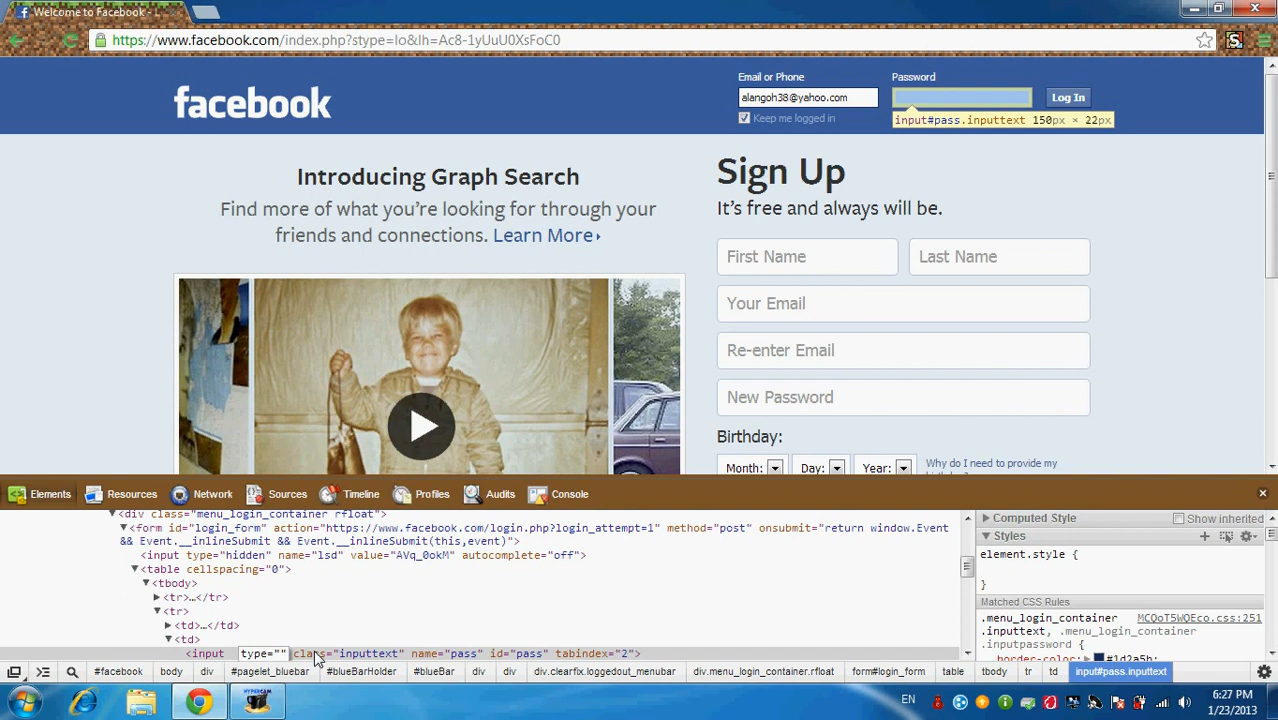 Welcome to Facebook - L
https://www.facebook.com/index.php?stype=lo&lh=Ac8-1yUuU0XsFoC0
facebook
Email or Phone
Password
alangoh38@yahoo.com
Log In
Keep me logged in
input#pass.inputtext 150px × 22px
Introducing Graph Search
Find more of what you're looking for through your
friends and connections. Learn More
Sign Up
It's free and always will be.
First Name
Last Name
Your Email
Re-enter Email
New Password
Birthday:
Month:
Day:
Year:
Why do I need to provide my
Elements
Resources
Network
Sources
Timeline
Profiles
Audits
Console
<div class="menu_login_container rfloat">
<form id="login_form" action="https://www.facebook.com/login.php?login_attempt=1" method="post" onsubmit="return window.Event
&& Event.__inlineSubmit && Event.__inlineSubmit(this,event)">
<input type="hidden" name="lsd" value="AVq_0okM" autocomplete="off">
<table cellspacing="0">
<tbody>
<tr>…</tr>
<tr>
<td>…</td>
<td>
<input type="" class="inputtext" name="pass" id="pass" tabindex="2">
Computed Style
Show inherited
Styles
element.style {
}
Matched CSS Rules
.menu_login_container MCQoT5WQEco.css:251
.inputtext, .menu_login_container
.inputpassword {
border-color: #1d2a5b;
#facebook
body
div
#pagelet_bluebar
#blueBarHolder
#blueBar
div
div
div.clearfix.loggedout_menubar
div.menu_login_container.rfloat
form#login_form
table
tbody
tr
td
input#pass.inputtext
HYPERCAM
EN
6:27 PM
1/23/2013